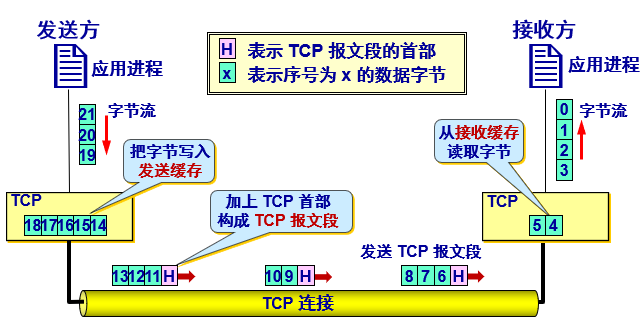 发送方
接收方
H 表示 TCP 报文段的首部
x 表示序号为 x 的数据字节
应用进程
应用进程
21
20
19
字节流
0
1
2
3
字节流
把字节写入
发送缓存
从接收缓存
读取字节
TCP
18 17 16 15 14
TCP
5 4
加上 TCP 首部
构成 TCP 报文段
发送 TCP 报文段
13 12 11 H
10 9 H
8 7 6 H
TCP 连接